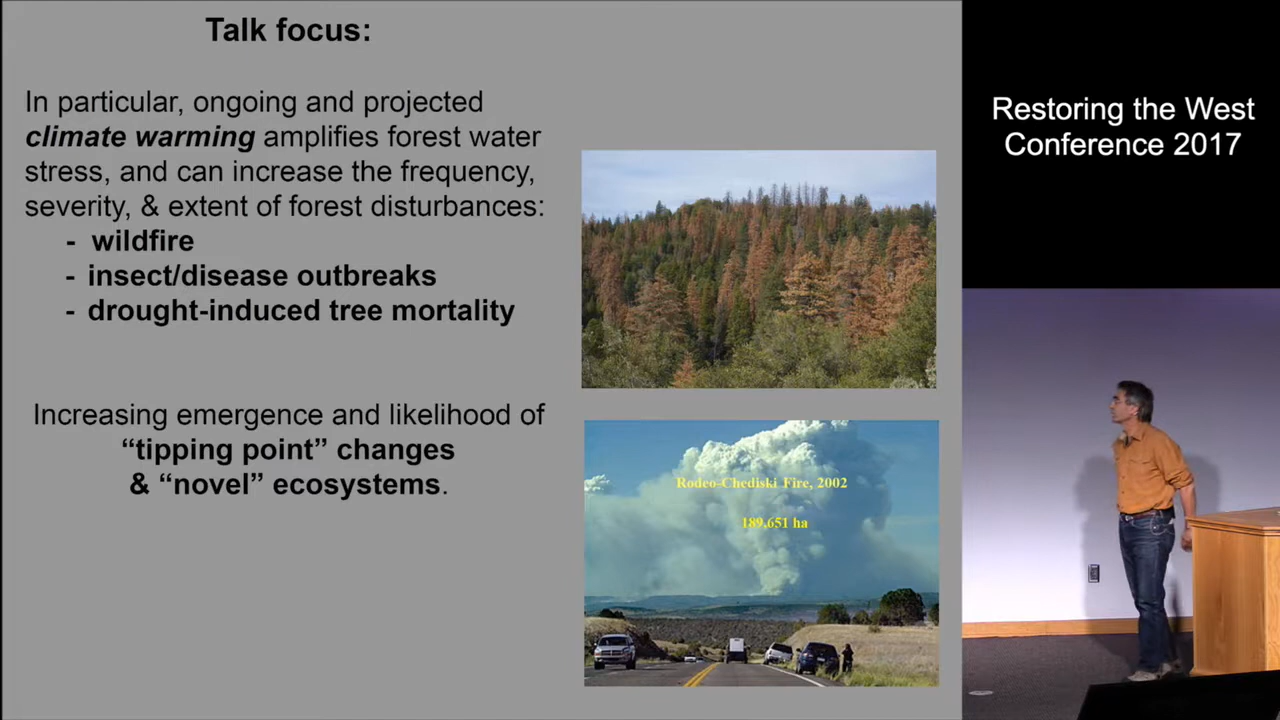 Talk focus:
In particular, ongoing and projected
climate warming amplifies forest water
stress, and can increase the frequency,
severity, & extent of forest disturbances:
- wildfire
- insect/disease outbreaks
- drought-induced tree mortality
Increasing emergence and likelihood of
“tipping point” changes
& “novel” ecosystems.
Rodeo-Chediski Fire, 2002
189,651 ha
Restoring the West
Conference 2017